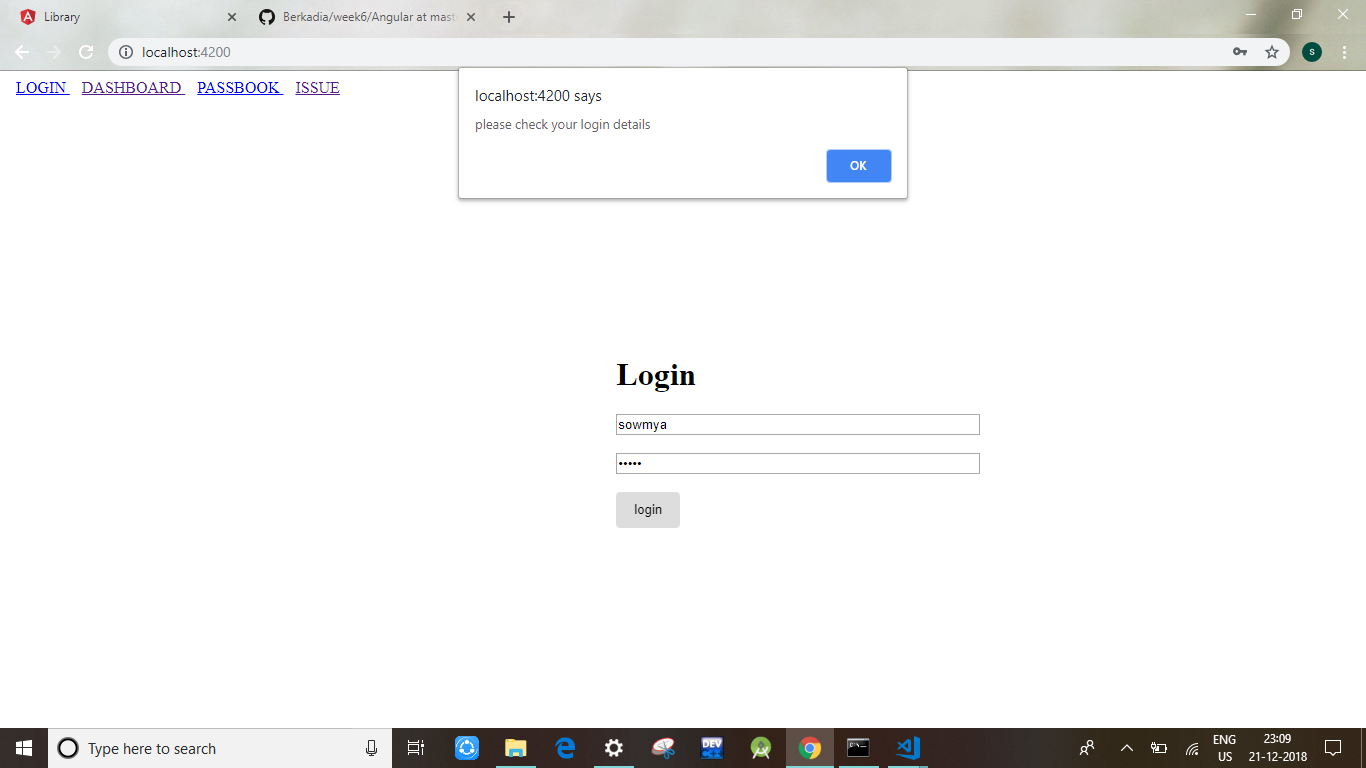 Library
Berkadia/week6/Angular at mast
localhost:4200
S
LOGIN DASHBOARD PASSBOOK ISSUE
localhost:4200 says
please check your login details
OK
Login
sowmya
•••••
login
Type here to search
DEV
ENG
US
23:09
21-12-2018